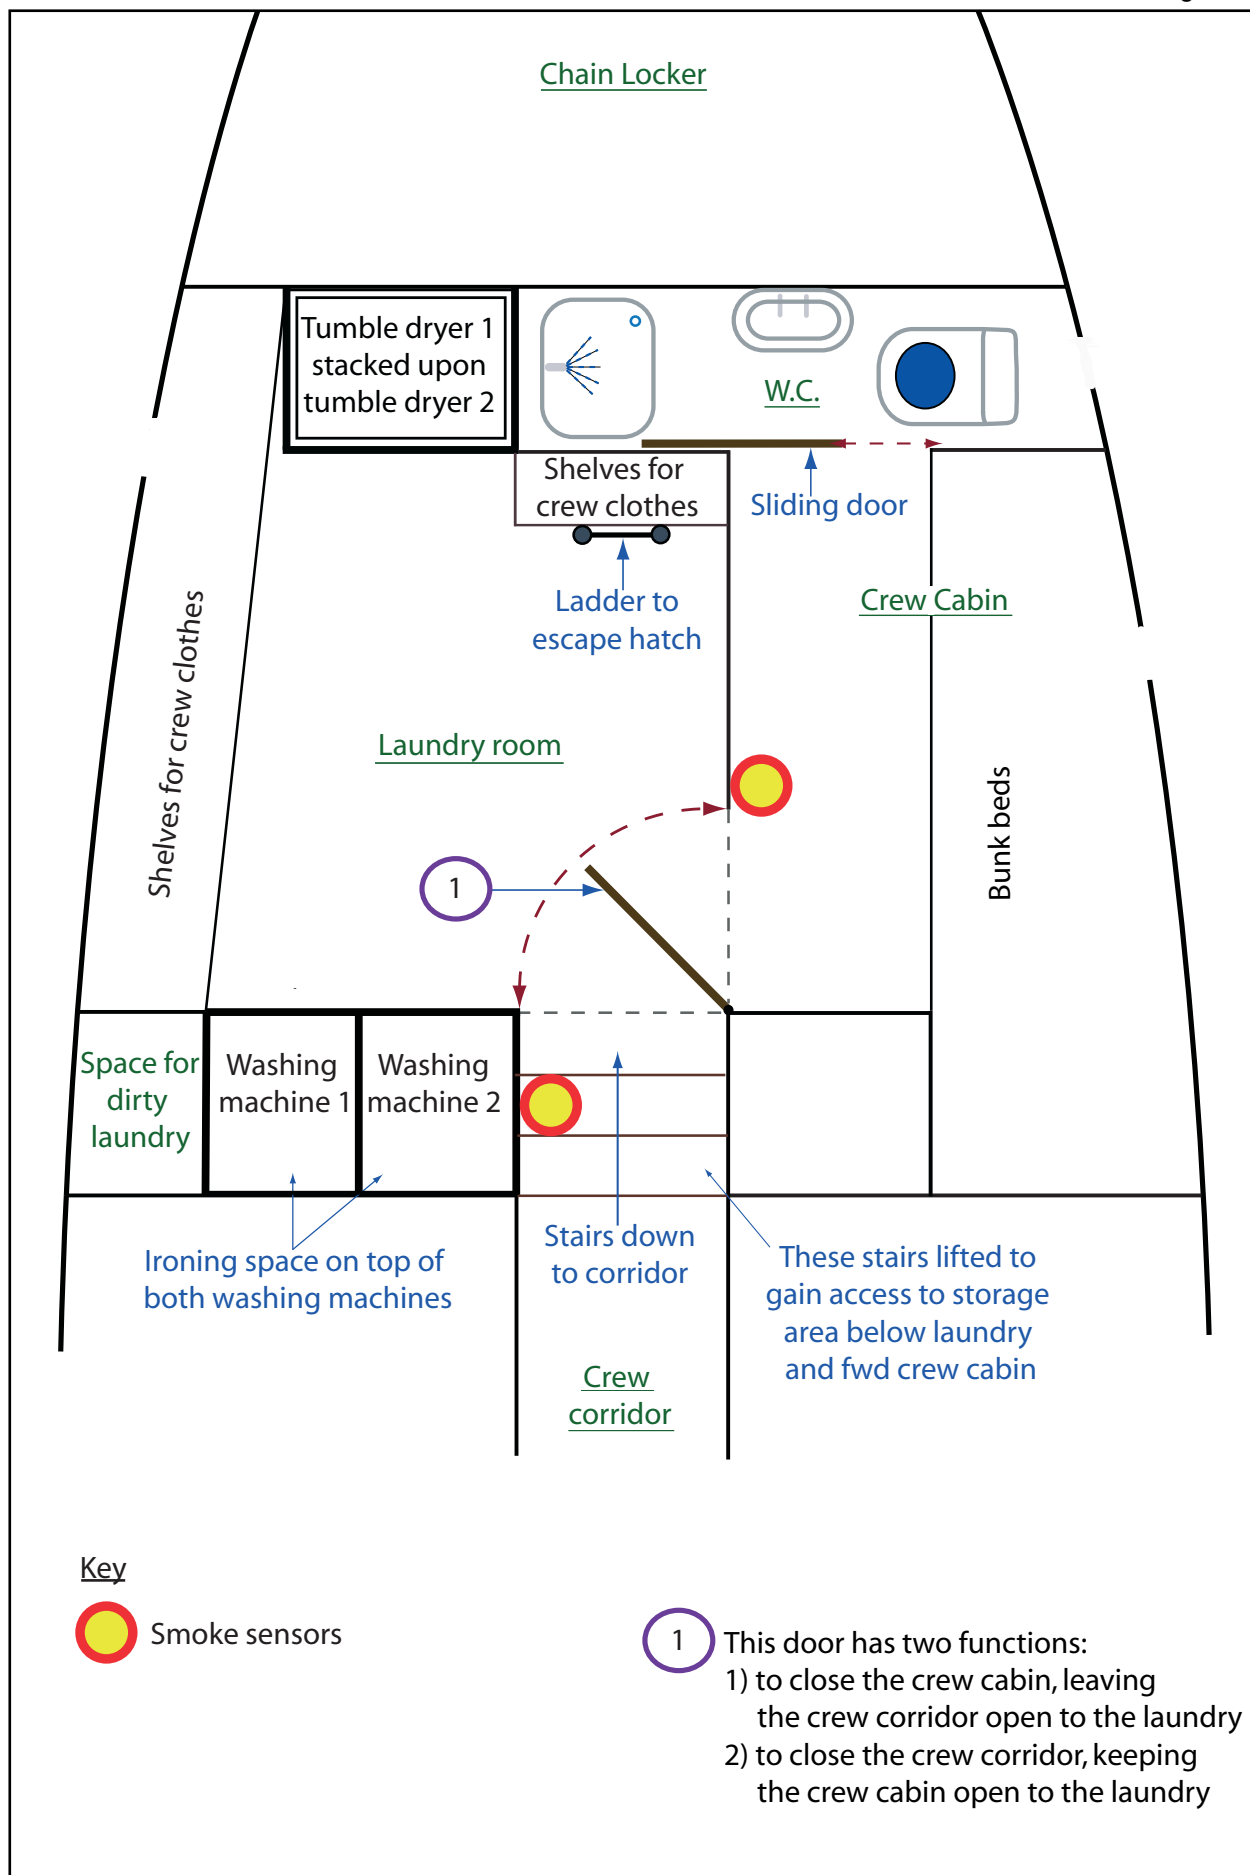 Chain Locker
Tumble dryer 1
stacked upon
tumble dryer 2
W.C.
Shelves for
crew clothes
Sliding door
Ladder to
escape hatch
Crew Cabin
Shelves for crew clothes
Laundry room
Bunk beds
1
Space for
dirty
laundry
Washing
machine 1
Washing
machine 2
Ironing space on top of
both washing machines
Stairs down
to corridor
These stairs lifted to
gain access to storage
area below laundry
and fwd crew cabin
Crew
corridor
Key
Smoke sensors
1
This door has two functions:
1) to close the crew cabin, leaving
the crew corridor open to the laundry
2) to close the crew corridor, keeping
the crew cabin open to the laundry